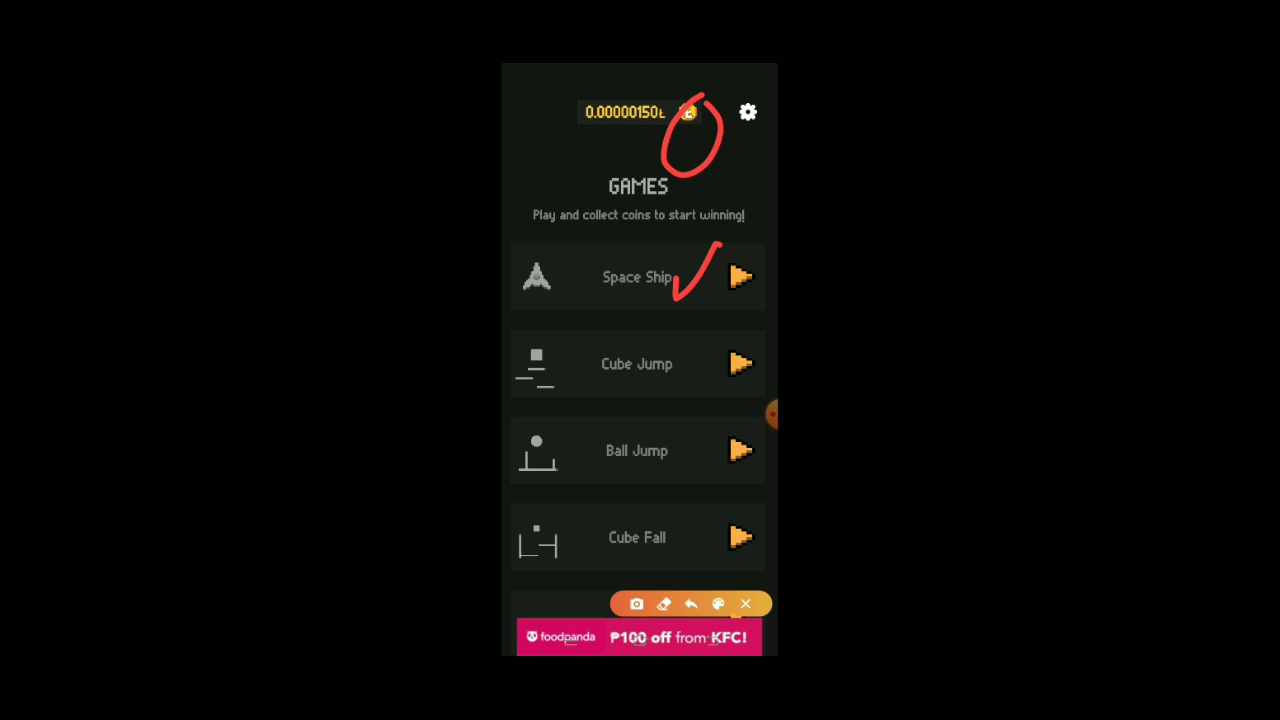 0.00000150Ł
GAMES
Play and collect coins to start winning!
Space Ship
Cube Jump
Ball Jump
Cube Fall
foodpanda ₱100 off from KFC!